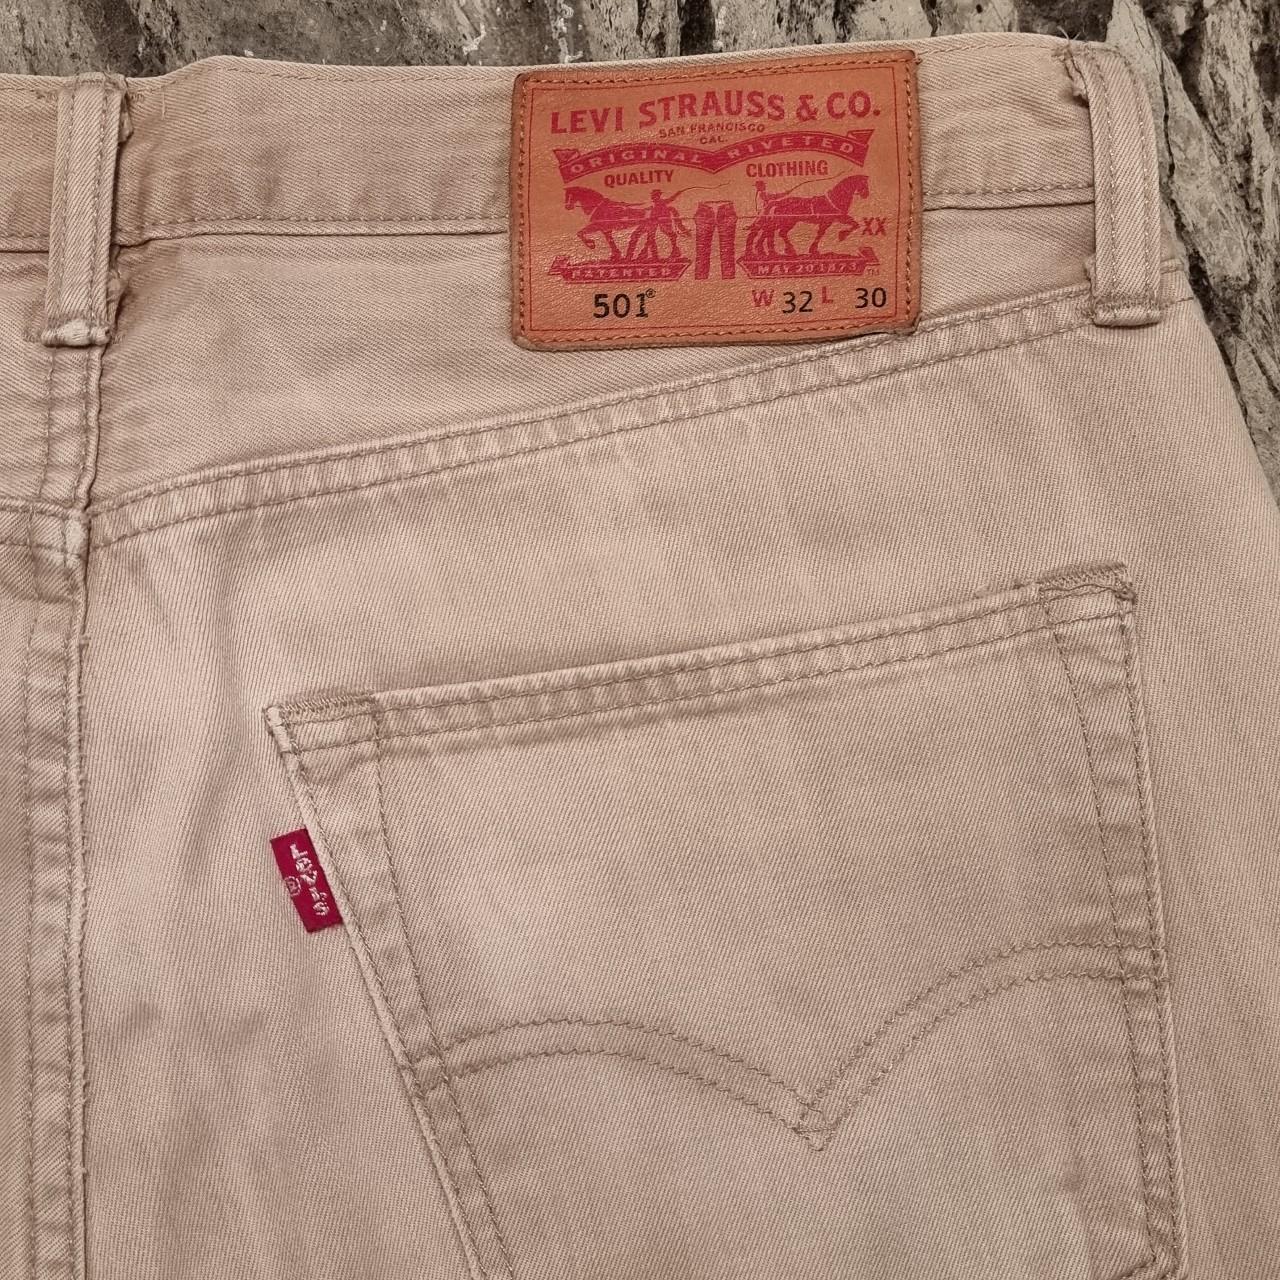 LEVI STRAUSS & CO.
SAN FRANCISCO
CAL.
ORIGINAL RIVETED
QUALITY CLOTHING
XX
PATENTED MAY 20 1873 ™
501® W 32 L 30
LEVI'S ®